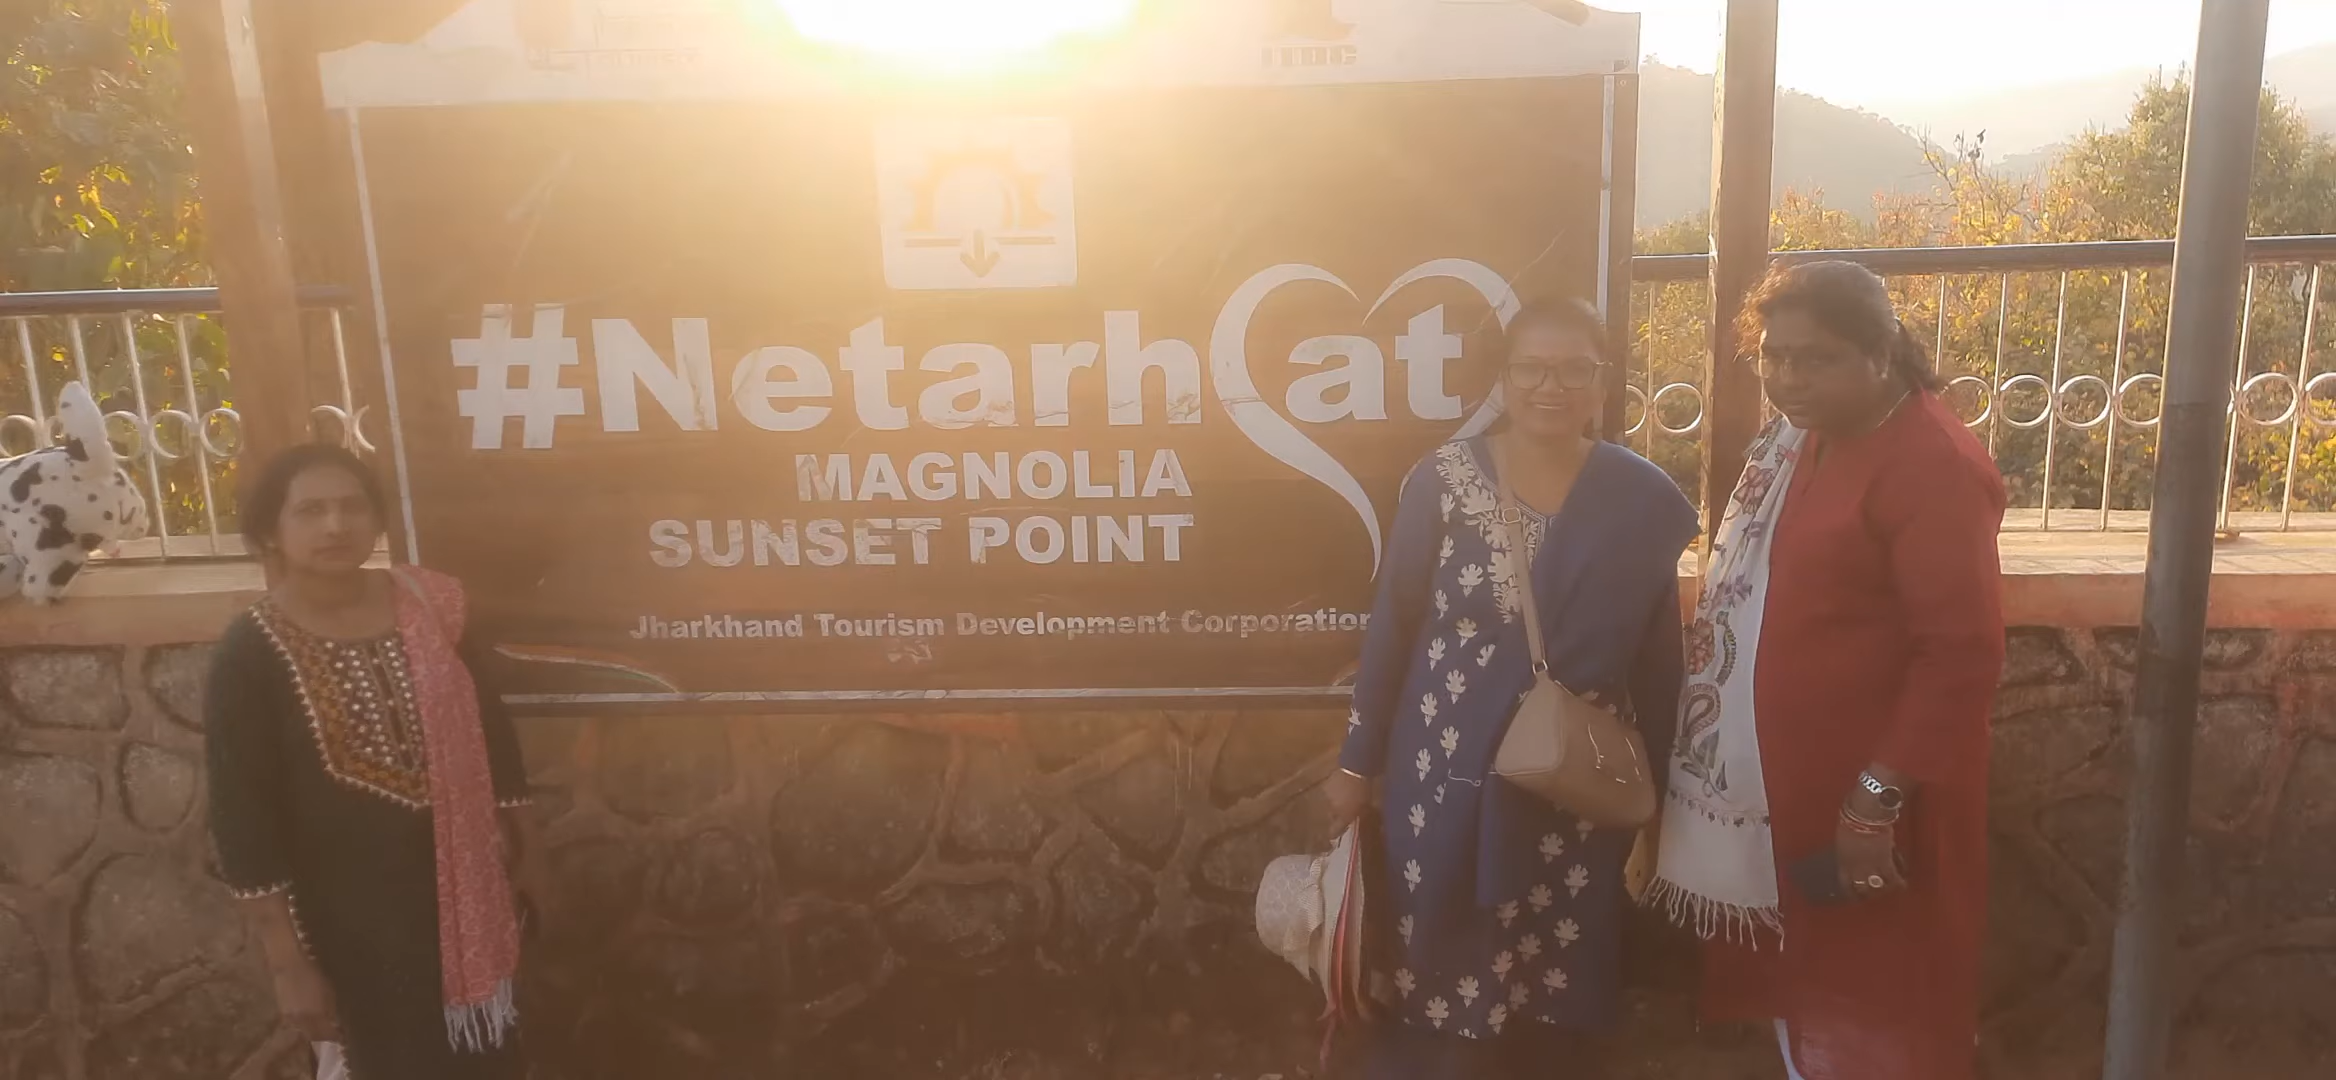 #Netarhat
MAGNOLIA
SUNSET POINT
Jharkhand Tourism Development Corporation